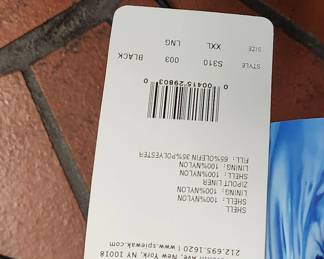 Ave, New York, NY 10018
212.695.1620 | www.spiewak.com
SHELL
SHELL: 100%NYLON
LINING: 100%NYLON
ZIPOUT LINER
SHELL: 100%NYLON
LINING: 100%NYLON
FILL: 65%OLEFIN 35%POLYESTER
0 00415 29803 0
STYLE S310 003 BLACK
SIZE XXL LNG